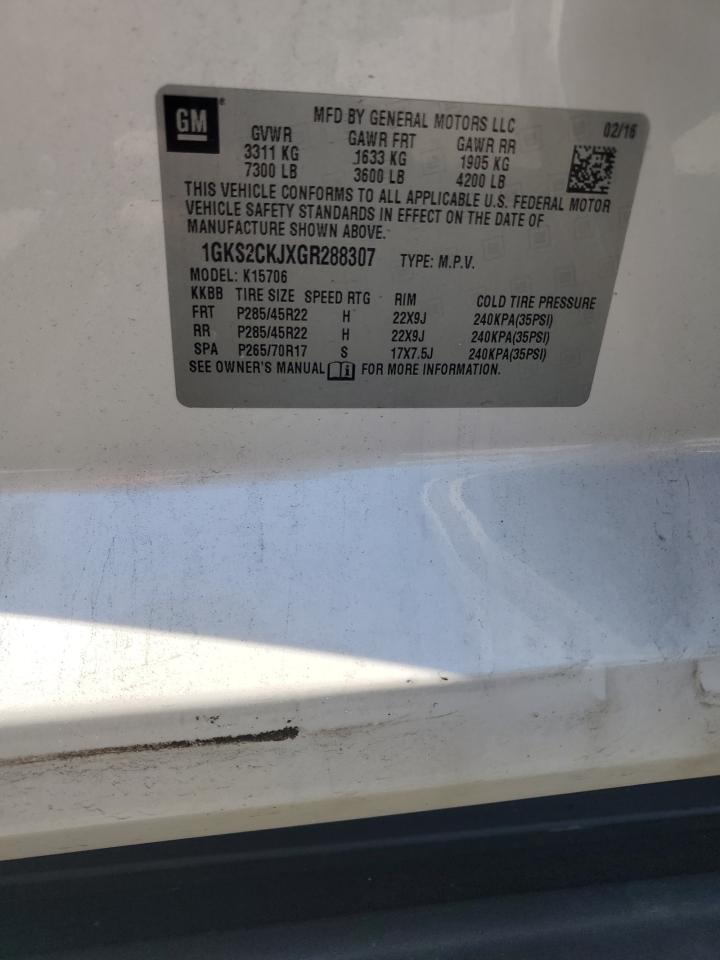 GM
MFD BY GENERAL MOTORS LLC 02/16
GVWR GAWR FRT GAWR RR
3311 KG 1633 KG 1905 KG
7300 LB 3600 LB 4200 LB
THIS VEHICLE CONFORMS TO ALL APPLICABLE U.S. FEDERAL MOTOR
VEHICLE SAFETY STANDARDS IN EFFECT ON THE DATE OF
MANUFACTURE SHOWN ABOVE.
1GKS2CKJXGR288307 TYPE: M.P.V.
MODEL: K15706
KKBB TIRE SIZE SPEED RTG RIM COLD TIRE PRESSURE
FRT P285/45R22 H 22X9J 240KPA(35PSI)
RR P285/45R22 H 22X9J 240KPA(35PSI)
SPA P265/70R17 S 17X7.5J 240KPA(35PSI)
SEE OWNER'S MANUAL i FOR MORE INFORMATION.